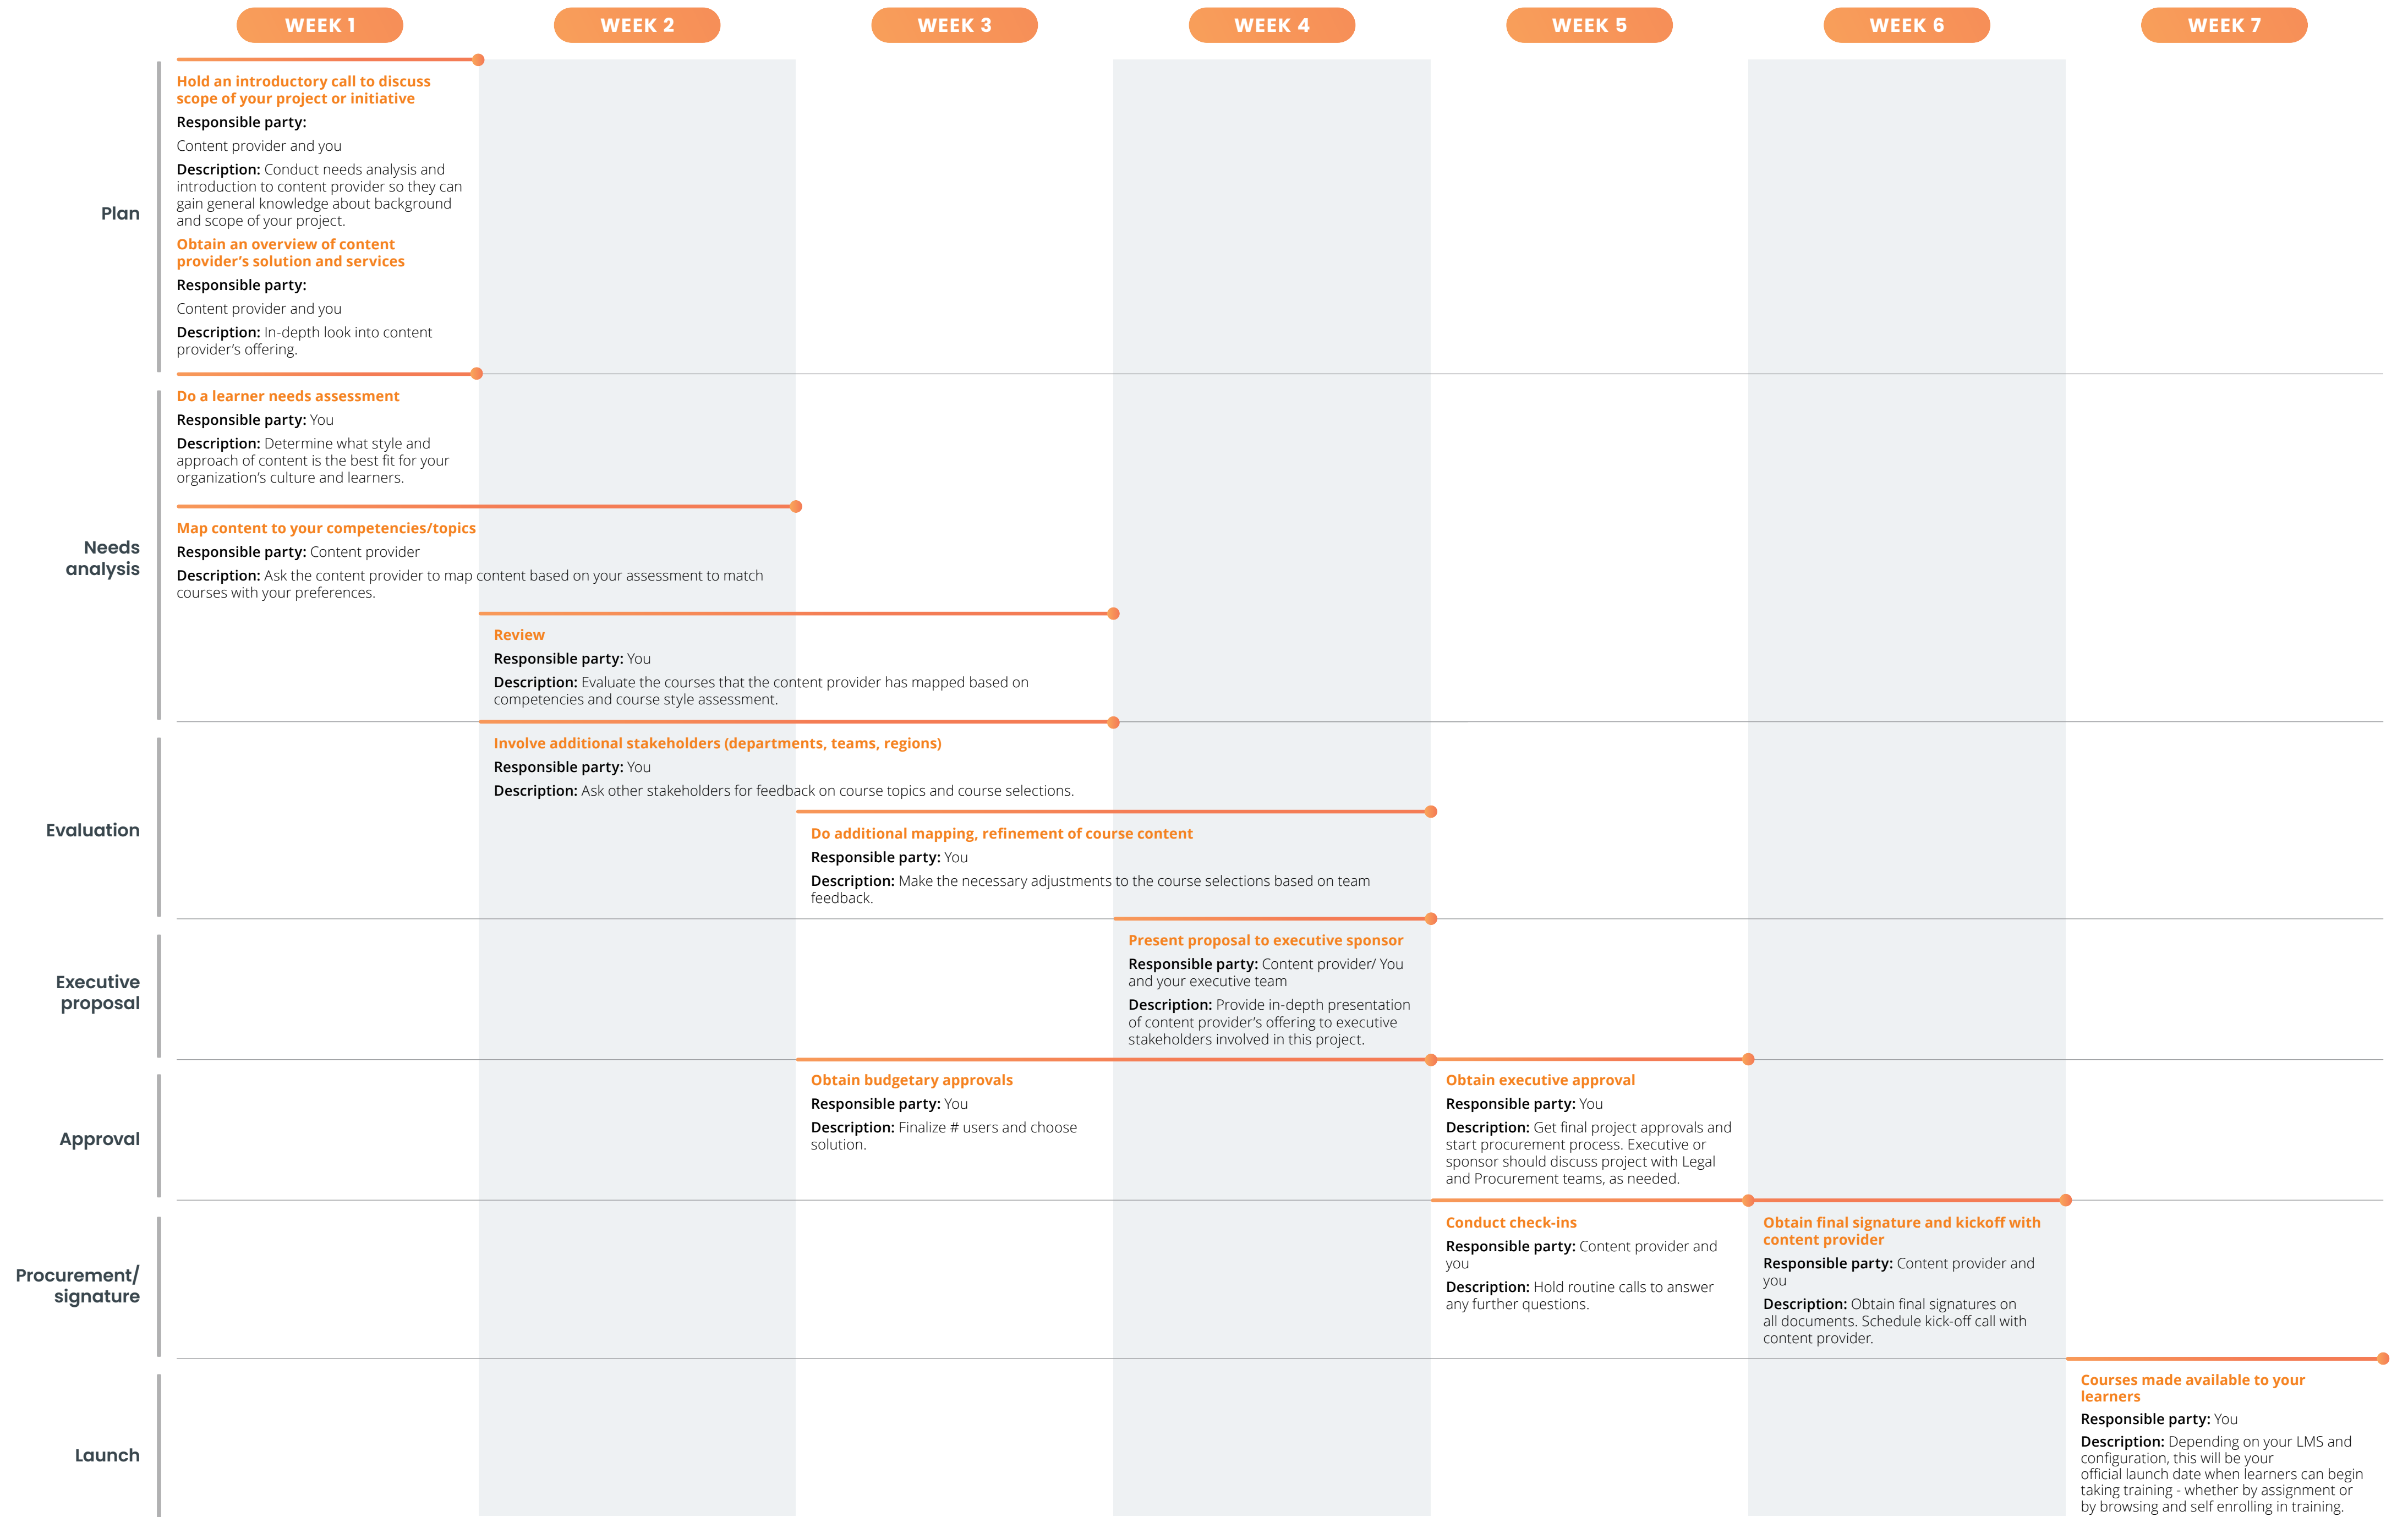 WEEK 1
WEEK 2
WEEK 3
WEEK 4
WEEK 5
WEEK 6
WEEK 7
Plan
Hold an introductory call to discuss
scope of your project or initiative
Responsible party:
Content provider and you
Description: Conduct needs analysis and
introduction to content provider so they can
gain general knowledge about background
and scope of your project.
Obtain an overview of content
provider’s solution and services
Responsible party:
Content provider and you
Description: In-depth look into content
provider’s offering.
Needs
analysis
Do a learner needs assessment
Responsible party: You
Description: Determine what style and
approach of content is the best fit for your
organization’s culture and learners.
Map content to your competencies/topics
Responsible party: Content provider
Description: Ask the content provider to map content based on your assessment to match
courses with your preferences.
Review
Responsible party: You
Description: Evaluate the courses that the content provider has mapped based on
competencies and course style assessment.
Evaluation
Involve additional stakeholders (departments, teams, regions)
Responsible party: You
Description: Ask other stakeholders for feedback on course topics and course selections.
Do additional mapping, refinement of course content
Responsible party: You
Description: Make the necessary adjustments to the course selections based on team
feedback.
Executive
proposal
Present proposal to executive sponsor
Responsible party: Content provider/ You
and your executive team
Description: Provide in-depth presentation
of content provider’s offering to executive
stakeholders involved in this project.
Approval
Obtain budgetary approvals
Responsible party: You
Description: Finalize # users and choose
solution.
Obtain executive approval
Responsible party: You
Description: Get final project approvals and
start procurement process. Executive or
sponsor should discuss project with Legal
and Procurement teams, as needed.
Procurement/
signature
Conduct check-ins
Responsible party: Content provider and
you
Description: Hold routine calls to answer
any further questions.
Obtain final signature and kickoff with
content provider
Responsible party: Content provider and
you
Description: Obtain final signatures on
all documents. Schedule kick-off call with
content provider.
Launch
Courses made available to your
learners
Responsible party: You
Description: Depending on your LMS and
configuration, this will be your
official launch date when learners can begin
taking training - whether by assignment or
by browsing and self enrolling in training.